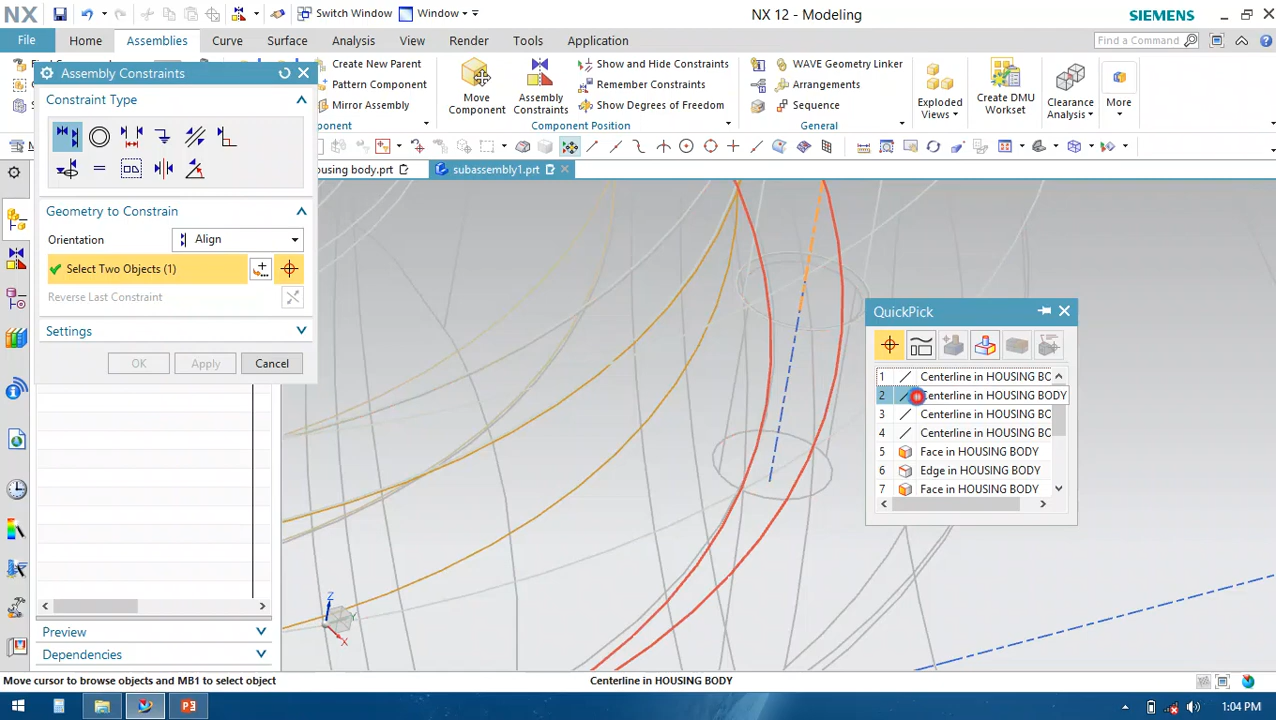 NX
Switch Window
Window
NX 12 - Modeling
SIEMENS
File
Home
Assemblies
Curve
Surface
Analysis
View
Render
Tools
Application
Find a Command
Assembly Constraints
Create New Parent
Pattern Component
Mirror Assembly
Move
Component
Assembly
Constraints
Show and Hide Constraints
Remember Constraints
Show Degrees of Freedom
Component Position
WAVE Geometry Linker
Arrangements
Sequence
General
Exploded
Views
Create DMU
Workset
Clearance
Analysis
More
ousing body.prt
subassembly1.prt
Constraint Type
Geometry to Constrain
Orientation
Align
Select Two Objects (1)
Reverse Last Constraint
Settings
OK
Apply
Cancel
QuickPick
1 Centerline in HOUSING BO
2 Centerline in HOUSING BODY
3 Centerline in HOUSING BO
4 Centerline in HOUSING BO
5 Face in HOUSING BODY
6 Edge in HOUSING BODY
7 Face in HOUSING BODY
Z
Y
X
Preview
Dependencies
Move cursor to browse objects and MB1 to select object
Centerline in HOUSING BODY
1:04 PM